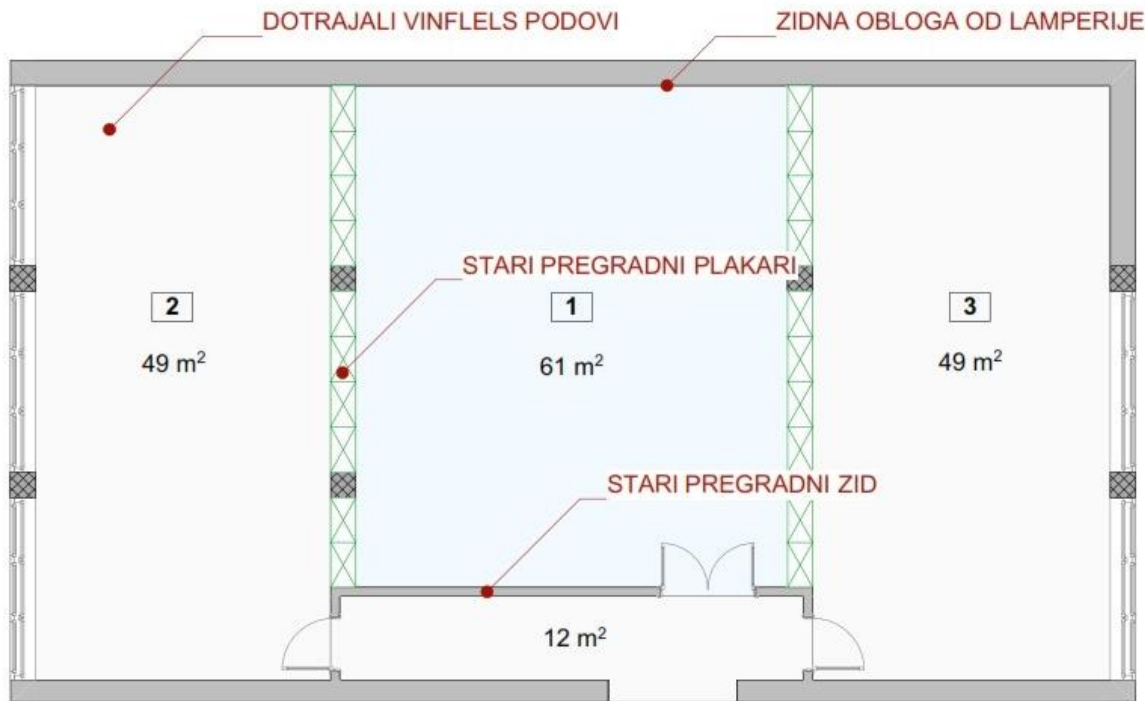 DOTRAJALI VINFLELS PODOVI
ZIDNA OBLOGA OD LAMPERIJE
STARI PREGRADNI PLAKARI
2
1
3
49 m²
61 m²
49 m²
STARI PREGRADNI ZID
12 m²